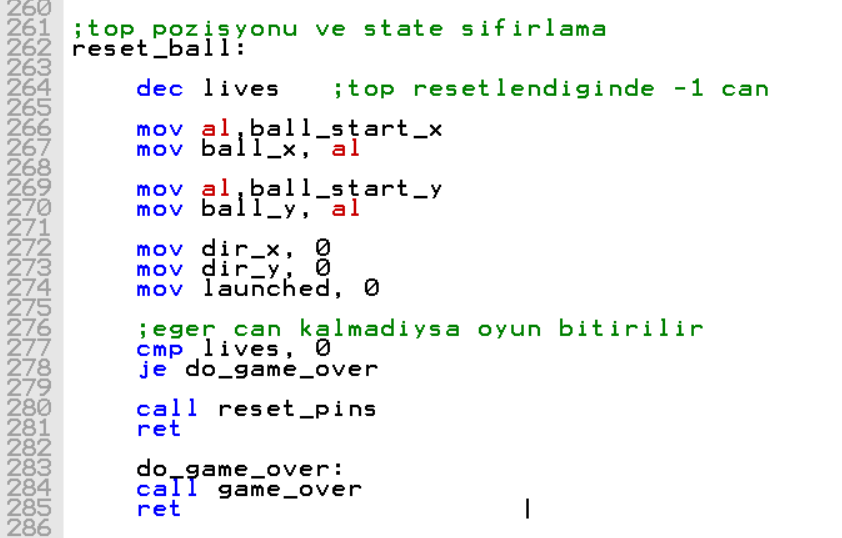 260
261 ;top pozisyonu ve state sifirlama
262 reset_ball:
263
264 dec lives ;top resetlendiginde -1 can
265
266 mov al,ball_start_x
267 mov ball_x, al
268
269 mov al,ball_start_y
270 mov ball_y, al
271
272 mov dir_x, 0
273 mov dir_y, 0
274 mov launched, 0
275
276 ;eger can kalmadiysa oyun bitirilir
277 cmp lives, 0
278 je do_game_over
279
280 call reset_pins
281 ret
282
283 do_game_over:
284 call game_over
285 ret
286